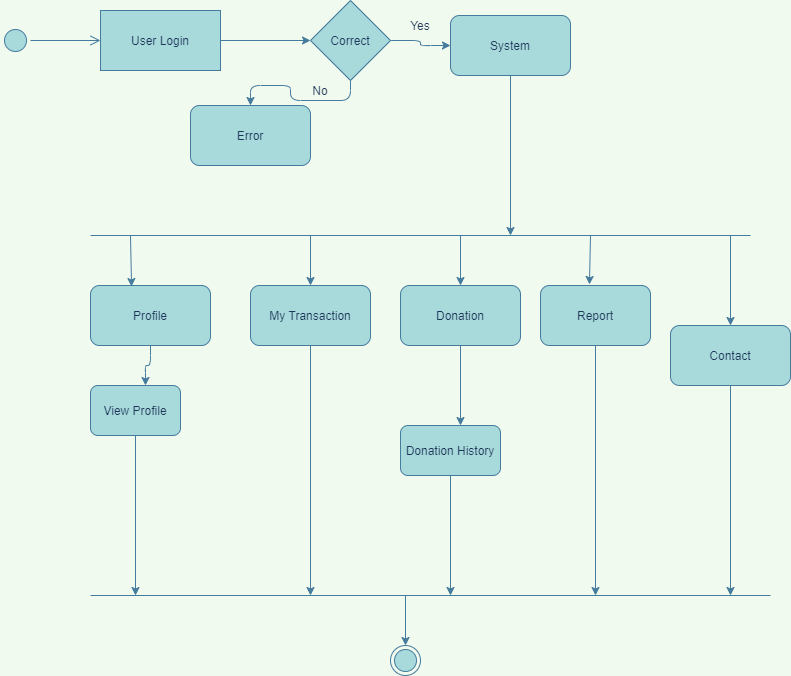 User Login
Correct
Yes
System
No
Error
Profile
My Transaction
Donation
Report
Contact
View Profile
Donation History